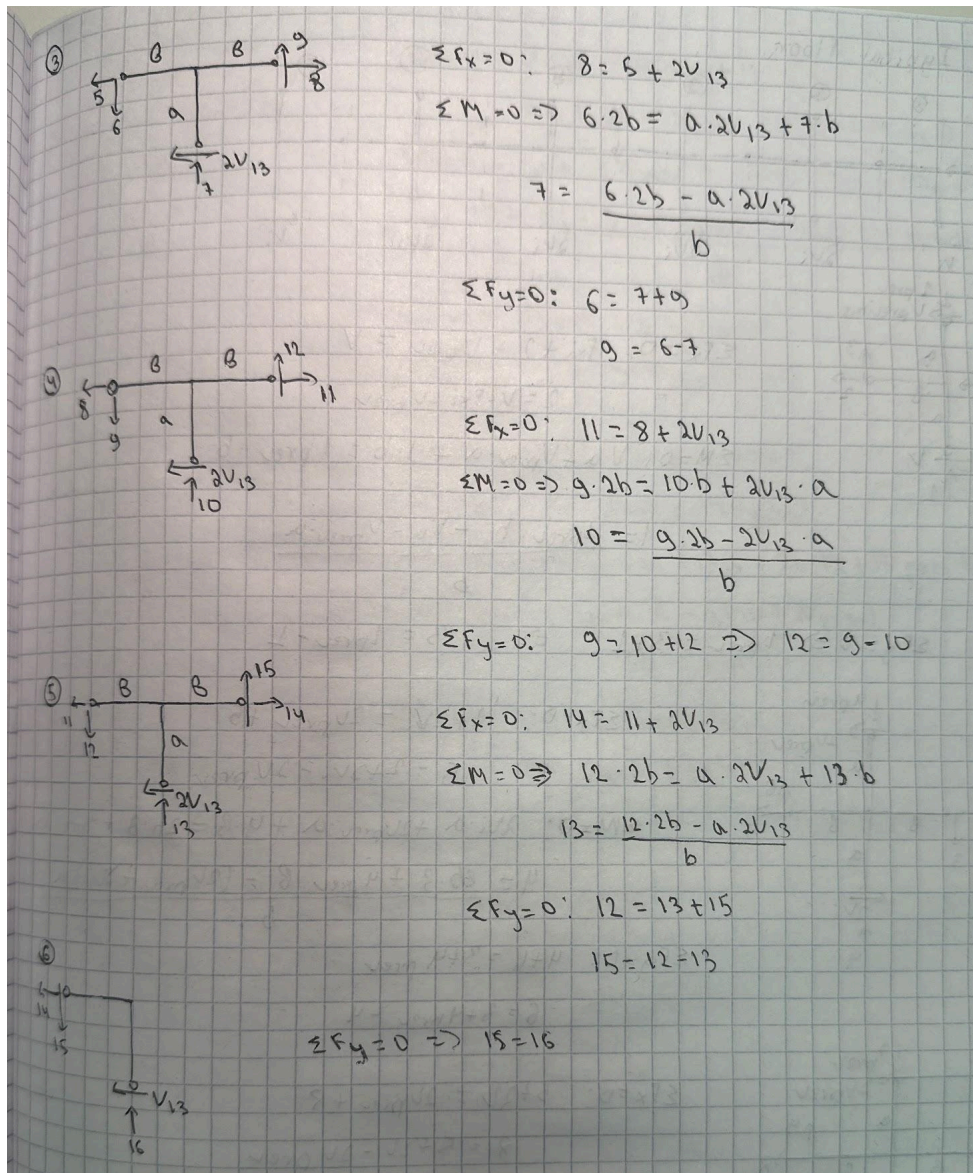 ③ B B 9
8
5
6
a
2V13
7
ΣFx=0: 8=5+2V13
ΣM=0 => 6·2b= a·2V13+7·b
7 = 6·2b - a·2V13
b
ΣFy=0: 6=7+9
9 = 6-7
④ B B 12
11
8
9
a
2V13
10
ΣFx=0: 11=8+2V13
ΣM=0 => 9·2b=10·b+2V13·a
10 = 9·2b-2V13·a
b
ΣFy=0: 9=10+12 => 12=9-10
⑤ B B 15
14
11
12
a
2V13
13
ΣFx=0: 14=11+2V13
ΣM=0 => 12·2b= a·2V13+13·b
13 = 12·2b - a·2V13
b
ΣFy=0: 12=13+15
15=12-13
⑥
14
15
V13
16
ΣFy=0 => 15=16